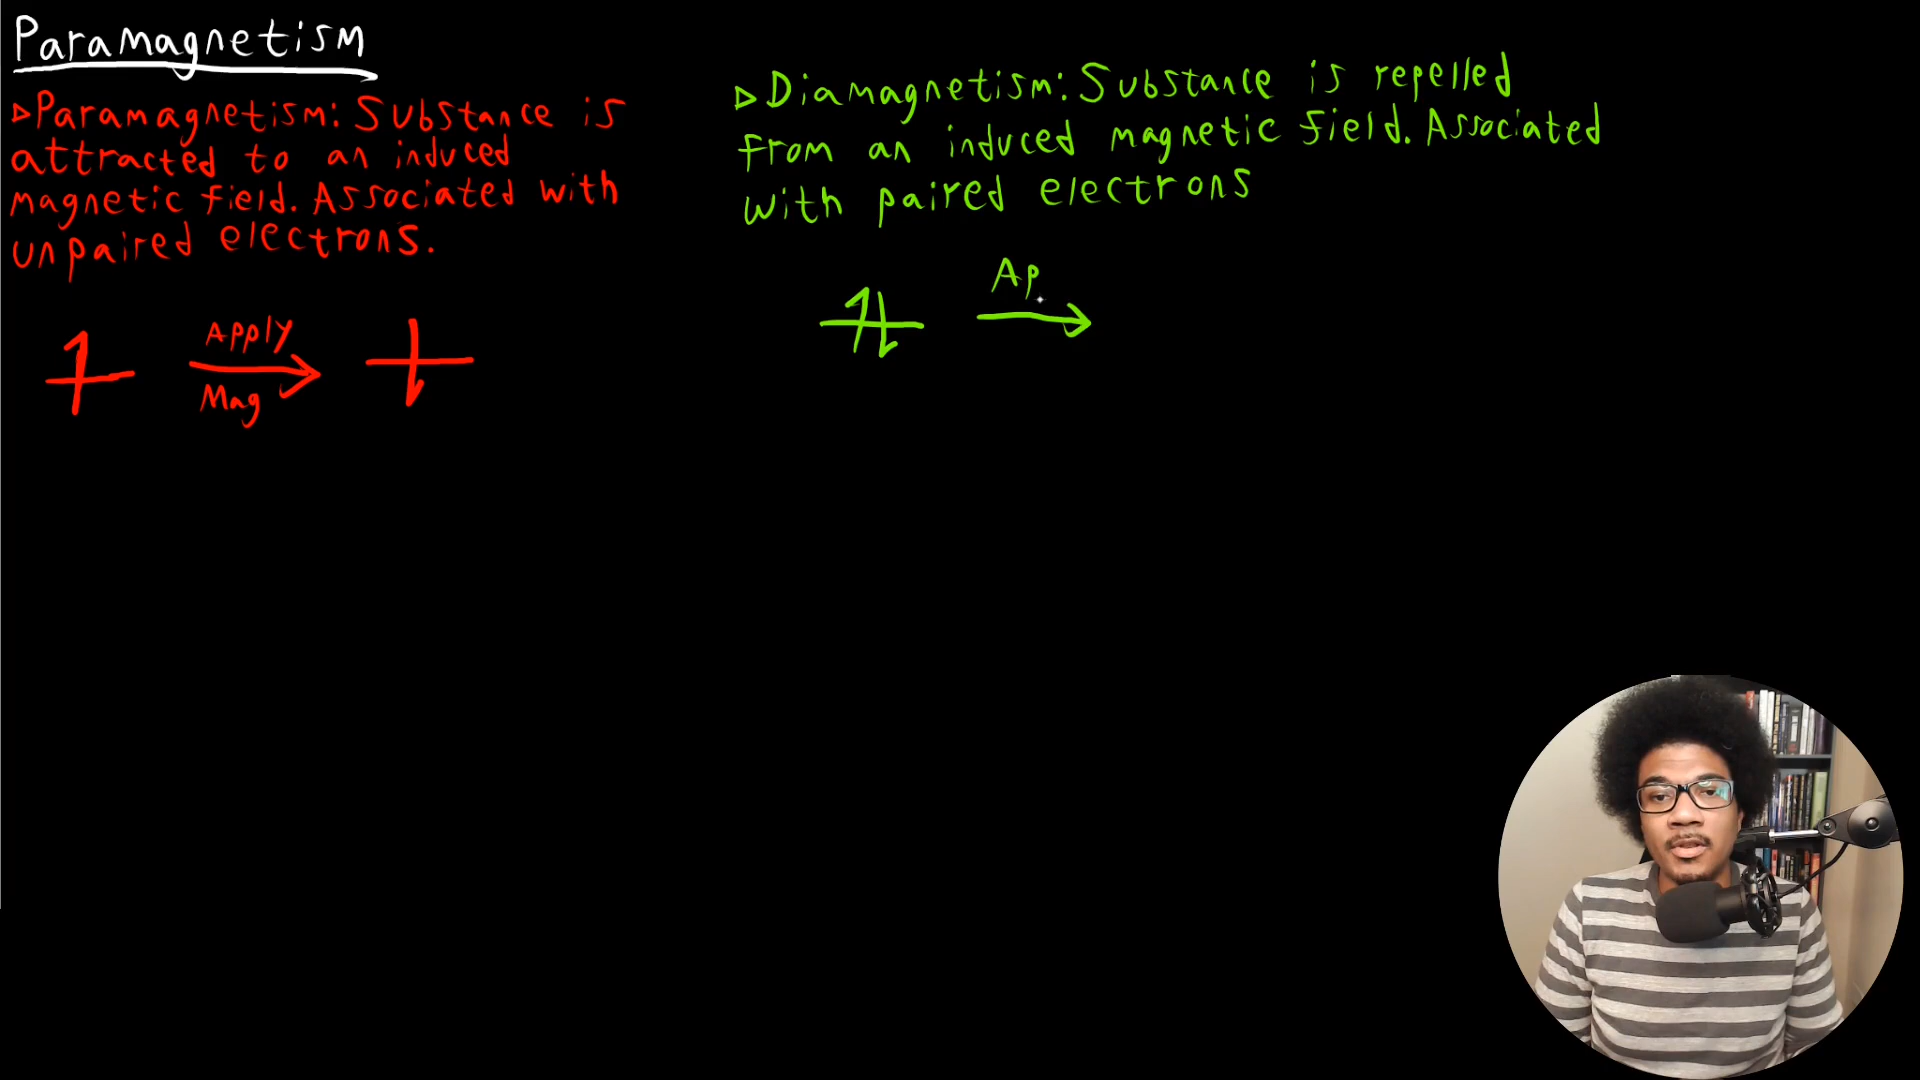 Paramagnetism
▷Paramagnetism: Substance is
attracted to an induced
magnetic field. Associated with
unpaired electrons.
Apply
Mag
▷Diamagnetism: Substance is repelled
from an induced magnetic field. Associated
with paired electrons
Ap